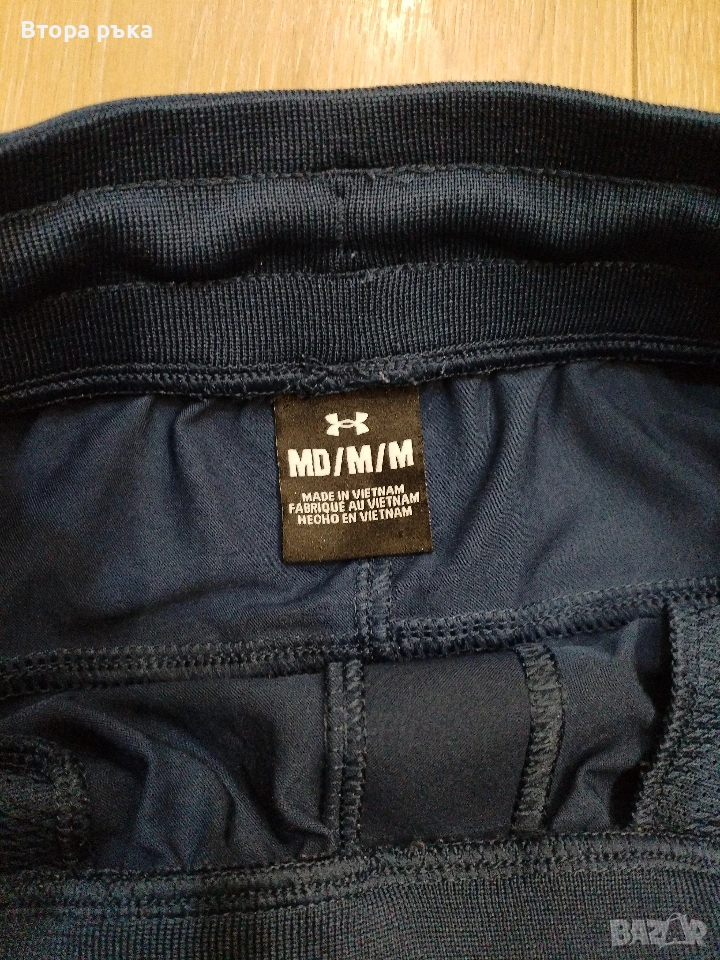 Втора ръка
MD/M/M
MADE IN VIETNAM
FABRIQUE AU VIETNAM
HECHO EN VIETNAM
BAZAR